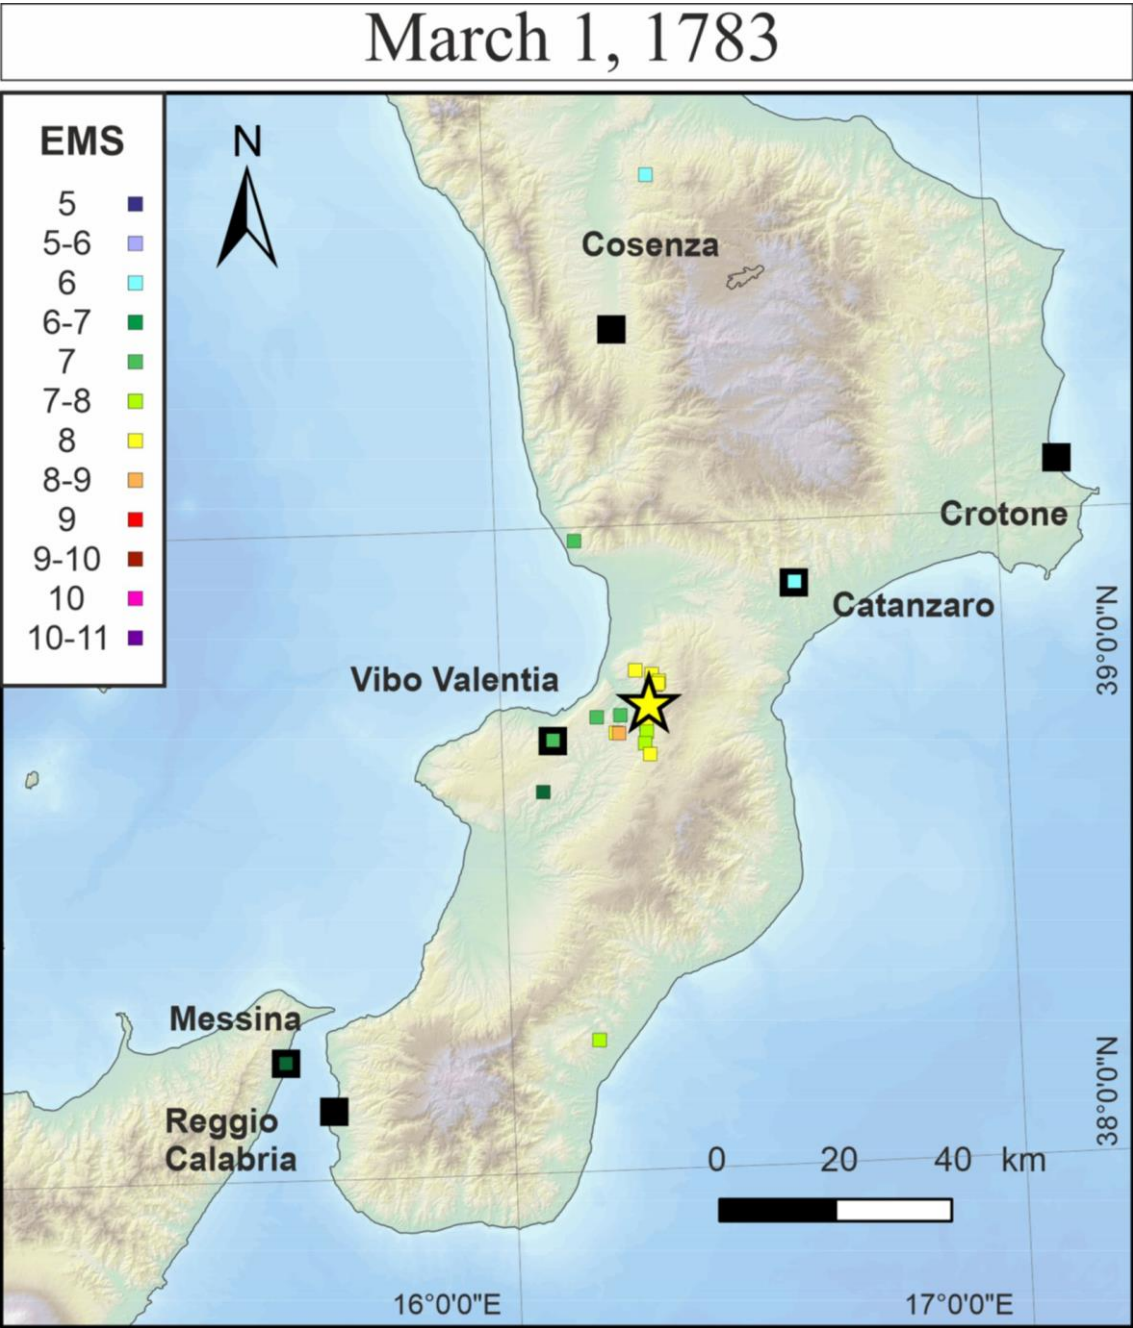 March 1, 1783
EMS
5
5-6
6
6-7
7
7-8
8
8-9
9
9-10
10
10-11
N
Cosenza
Crotone
Catanzaro
Vibo Valentia
39°0'0"N
Messina
Reggio
Calabria
38°0'0"N
0 20 40 km
16°0'0"E
17°0'0"E